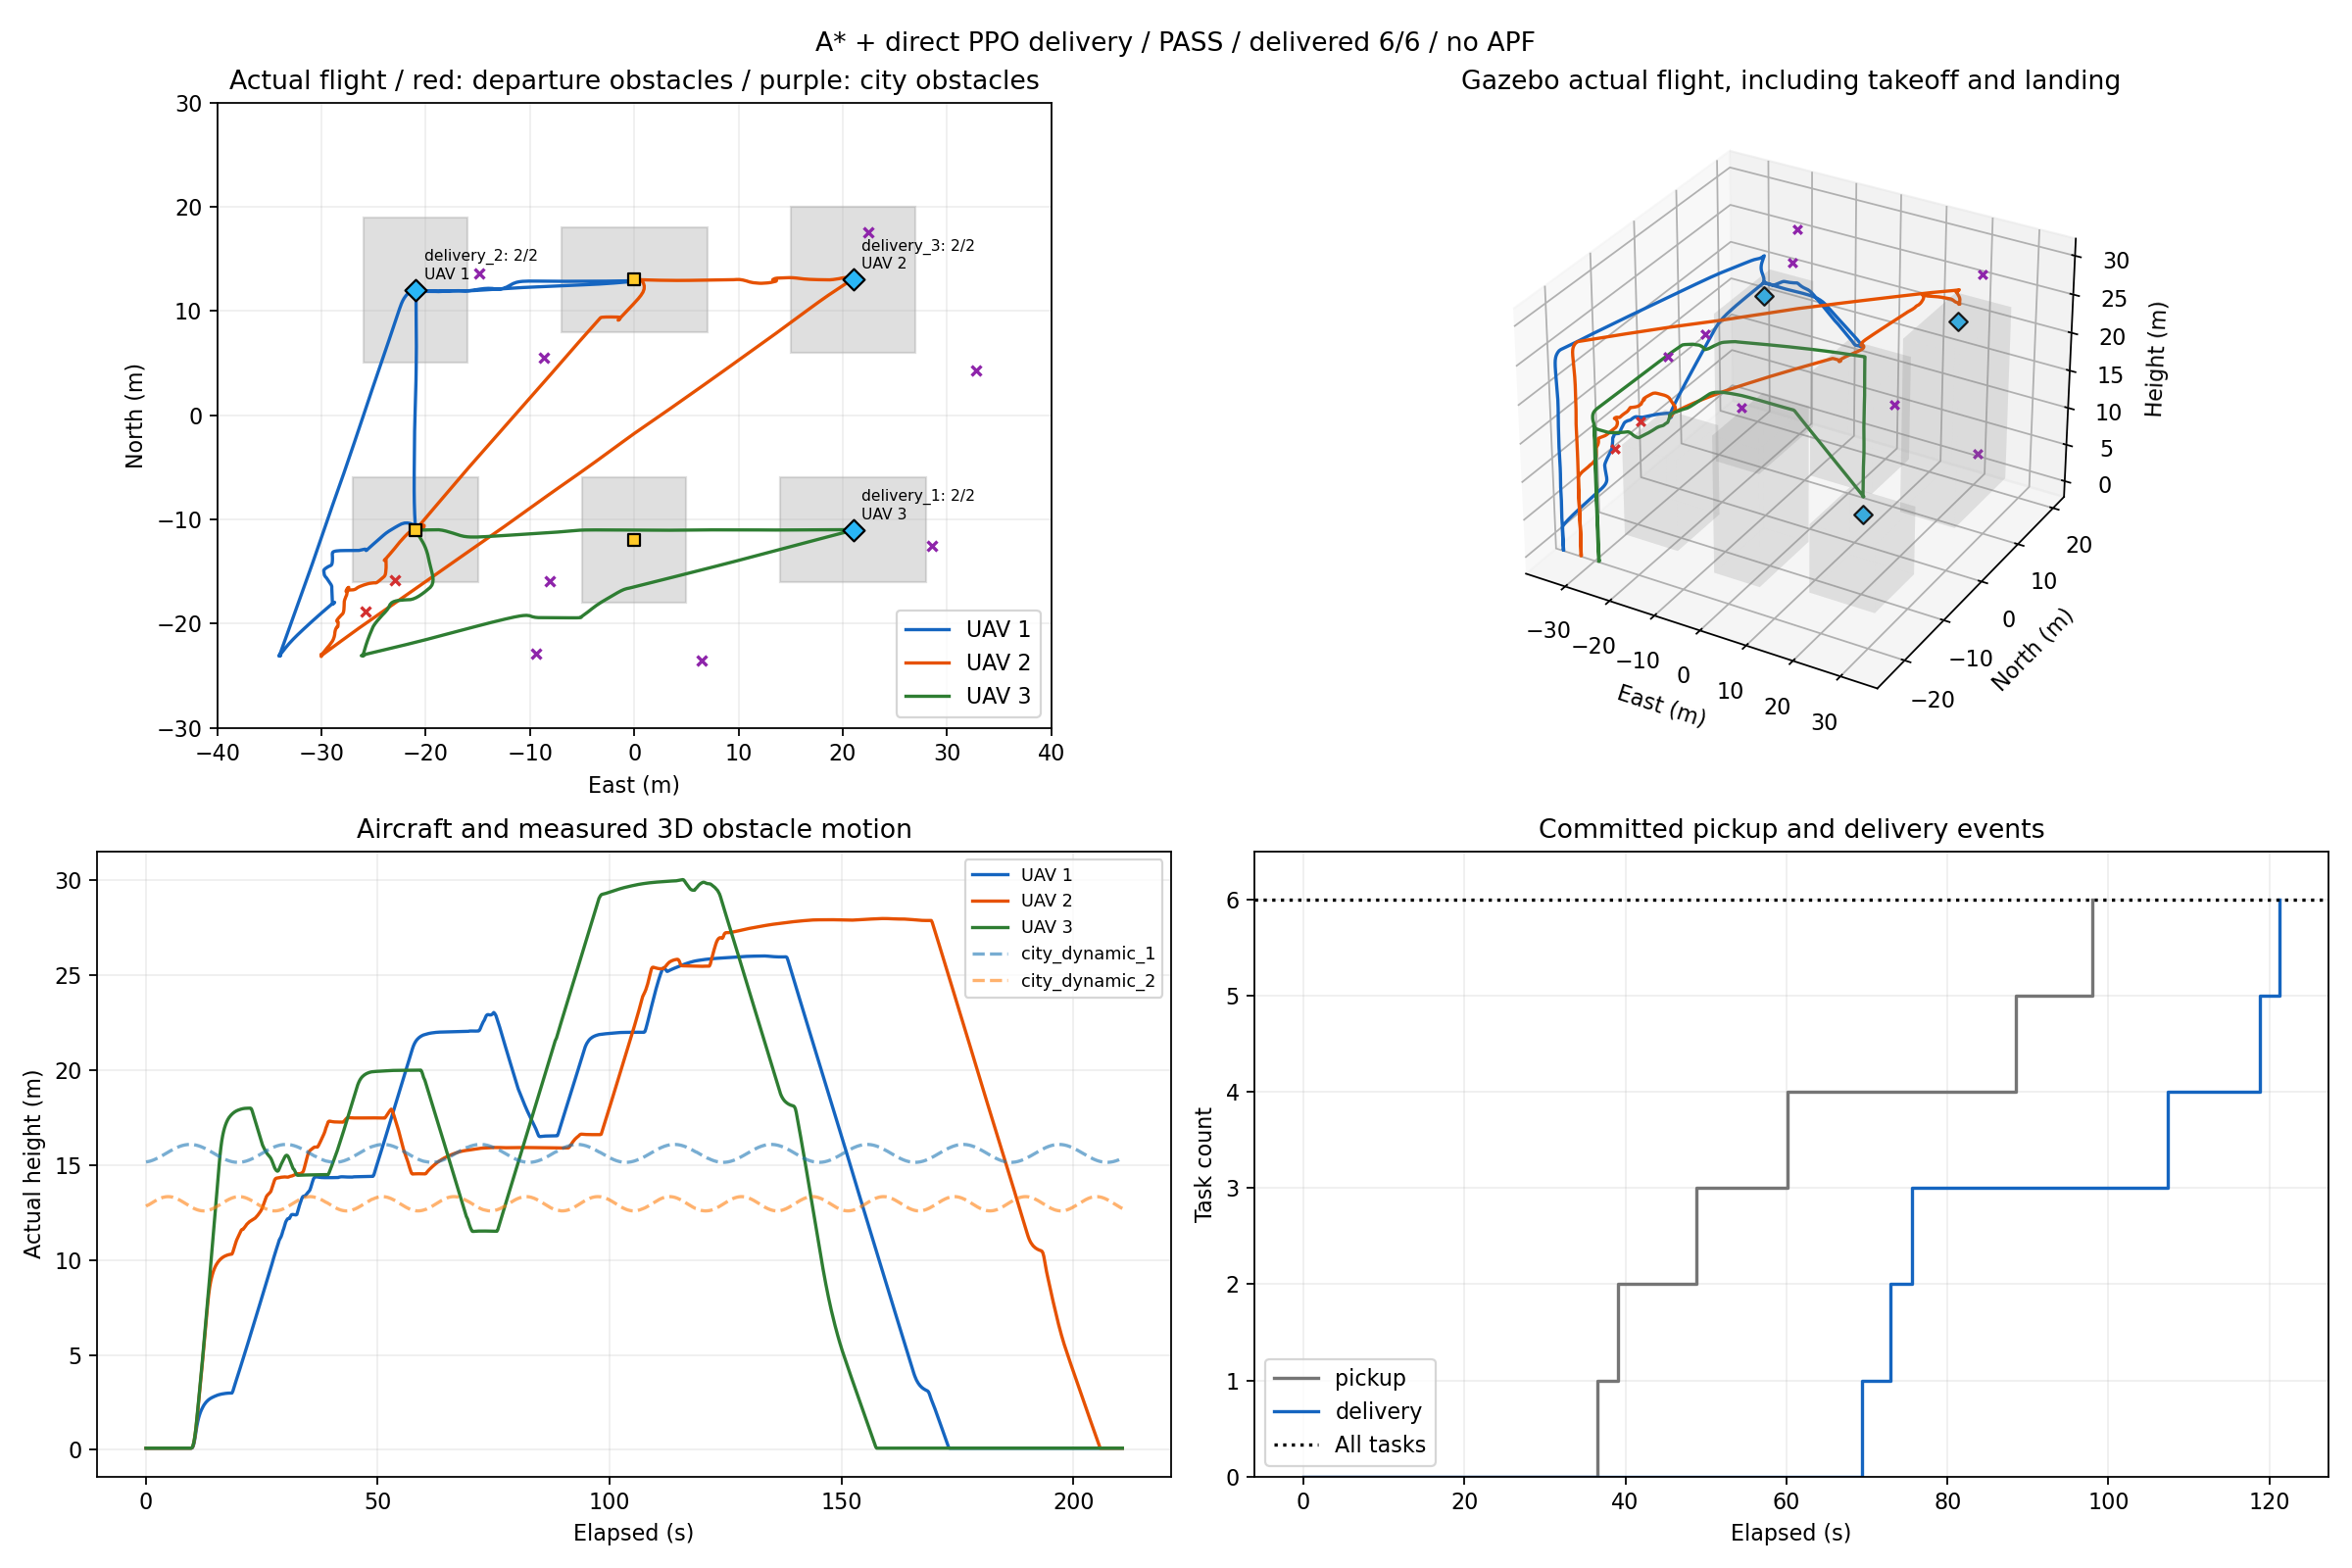 A* + direct PPO delivery / PASS / delivered 6/6 / no APF
Actual flight / red: departure obstacles / purple: city obstacles
30
20
10
0
−10
−20
−30
North (m)
delivery_2: 2/2
UAV 1
delivery_3: 2/2
UAV 2
delivery_1: 2/2
UAV 3
UAV 1
UAV 2
UAV 3
−40
−30
−20
−10
0
10
20
30
40
East (m)
Gazebo actual flight, including takeoff and landing
30
25
20
15
10
5
0
Height (m)
20
10
0
−10
−20
North (m)
−30
−20
−10
0
10
20
30
East (m)
Aircraft and measured 3D obstacle motion
30
25
20
15
10
5
0
Actual height (m)
UAV 1
UAV 2
UAV 3
city_dynamic_1
city_dynamic_2
0
50
100
150
200
Elapsed (s)
Committed pickup and delivery events
6
5
4
3
2
1
0
Task count
pickup
delivery
All tasks
0
20
40
60
80
100
120
Elapsed (s)